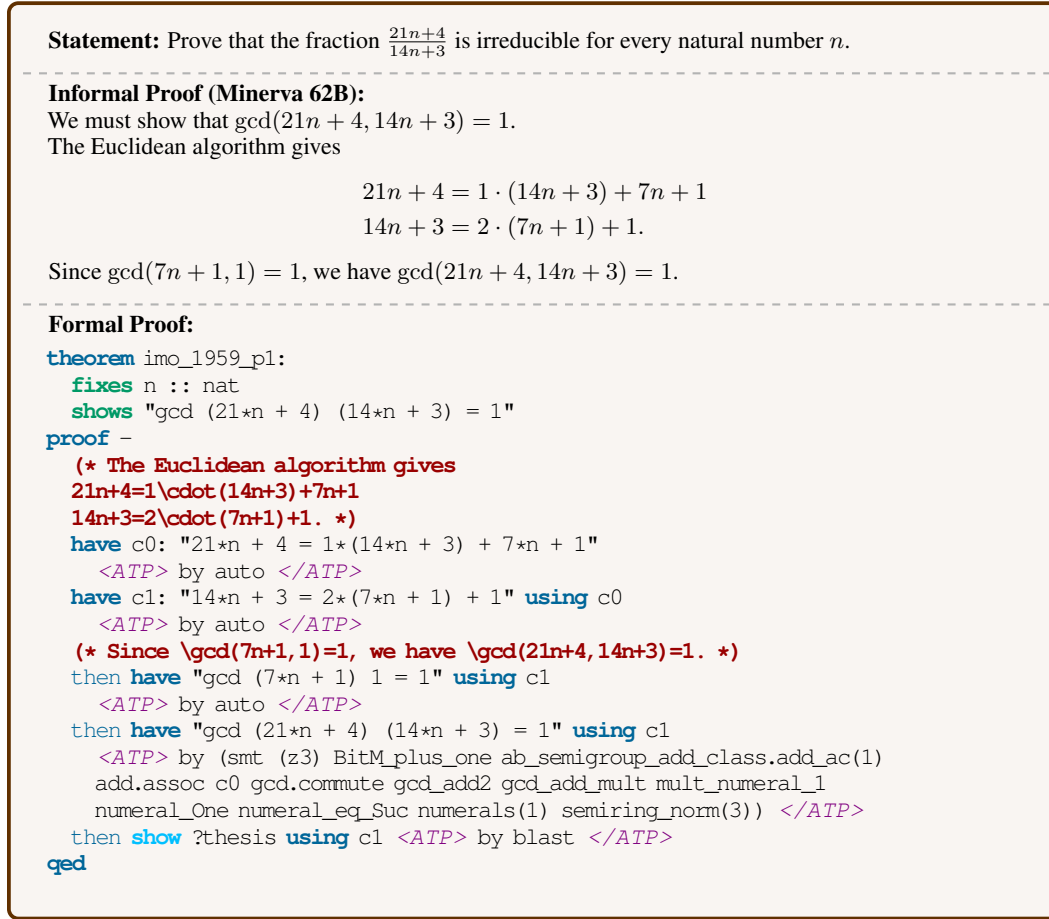 Statement: Prove that the fraction \frac{21n+4}{14n+3} is irreducible for every natural number n.
Informal Proof (Minerva 62B):
We must show that gcd(21n + 4, 14n + 3) = 1.
The Euclidean algorithm gives
21n + 4 = 1 · (14n + 3) + 7n + 1
14n + 3 = 2 · (7n + 1) + 1.
Since gcd(7n + 1, 1) = 1, we have gcd(21n + 4, 14n + 3) = 1.
Formal Proof:
theorem imo_1959_p1:
fixes n :: nat
shows "gcd (21*n + 4) (14*n + 3) = 1"
proof -
(* The Euclidean algorithm gives
21n+4=1\cdot(14n+3)+7n+1
14n+3=2\cdot(7n+1)+1. *)
have c0: "21*n + 4 = 1*(14*n + 3) + 7*n + 1"
<ATP> by auto </ATP>
have c1: "14*n + 3 = 2*(7*n + 1) + 1" using c0
<ATP> by auto </ATP>
(* Since \gcd(7n+1,1)=1, we have \gcd(21n+4,14n+3)=1. *)
then have "gcd (7*n + 1) 1 = 1" using c1
<ATP> by auto </ATP>
then have "gcd (21*n + 4) (14*n + 3) = 1" using c1
<ATP> by (smt (z3) BitM_plus_one ab_semigroup_add_class.add_ac(1)
add.assoc c0 gcd.commute gcd_add2 gcd_add_mult mult_numeral_1
numeral_One numeral_eq_Suc numerals(1) semiring_norm(3)) </ATP>
then show ?thesis using c1 <ATP> by blast </ATP>
qed